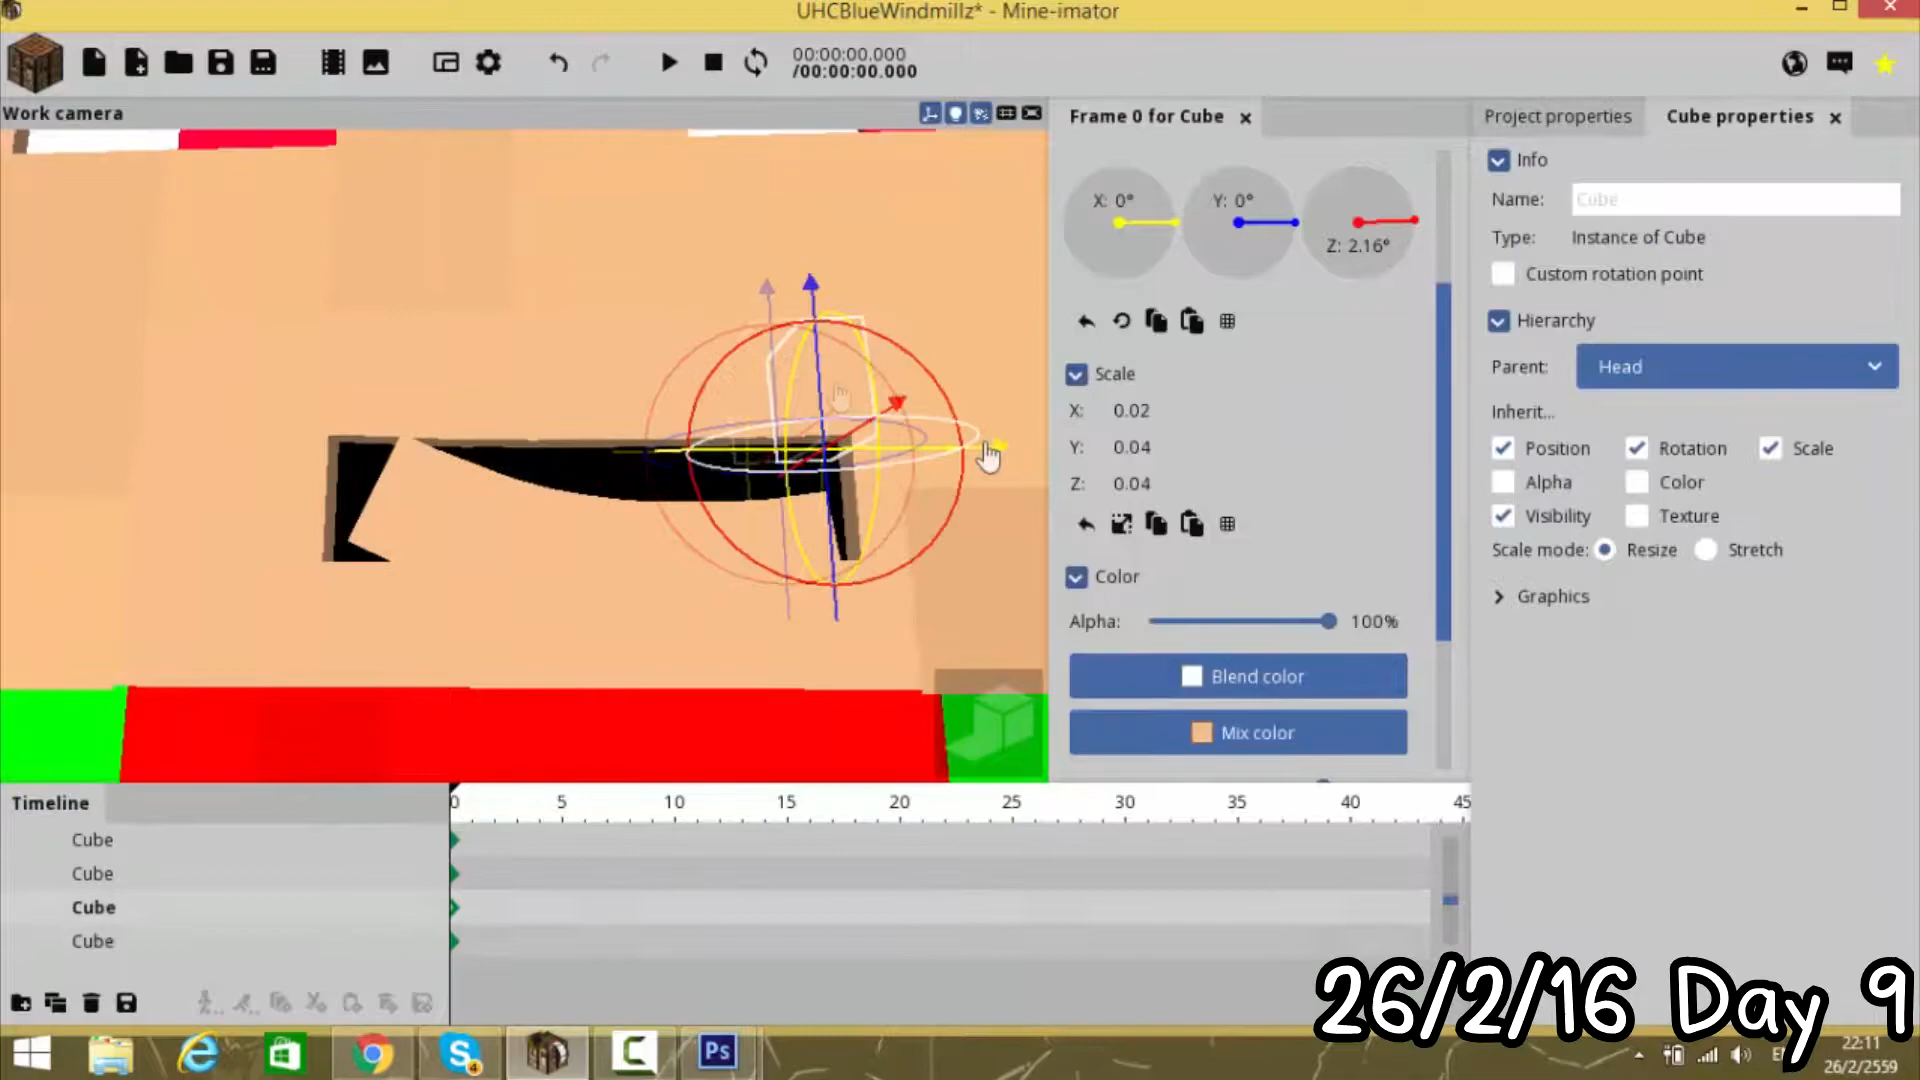 UHCBlueWindmillz* - Mine-imator
00:00:00.000
/00:00:00.000
Work camera
Frame 0 for Cube
Project properties
Cube properties
X: 0°
Y: 0°
Z: 2.16°
Scale
X: 0.02
Y: 0.04
Z: 0.04
Color
Alpha: 100%
Blend color
Mix color
Info
Name: Cube
Type: Instance of Cube
Custom rotation point
Hierarchy
Parent: Head
Inherit...
Position Rotation Scale
Alpha Color
Visibility Texture
Scale mode: Resize Stretch
Graphics
Timeline
0 5 10 15 20 25 30 35 40 45
Cube
Cube
Cube
Cube
26/2/16 Day 9
S 4
C
Ps
22:11
26/2/2559